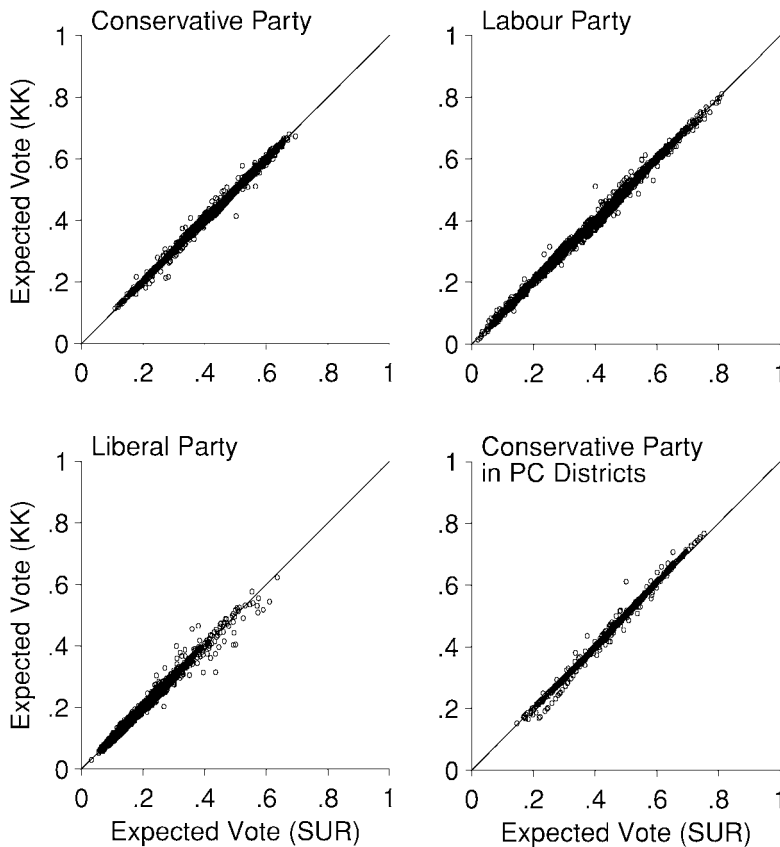 Conservative Party
Labour Party
Expected Vote (KK)
1
.8
.6
.4
.2
0
0 .2 .4 .6 .8 1
1
.8
.6
.4
.2
0
0 .2 .4 .6 .8 1
Liberal Party
Conservative Party
in PC Districts
Expected Vote (KK)
1
.8
.6
.4
.2
0
0 .2 .4 .6 .8 1
Expected Vote (SUR)
1
.8
.6
.4
.2
0
0 .2 .4 .6 .8 1
Expected Vote (SUR)